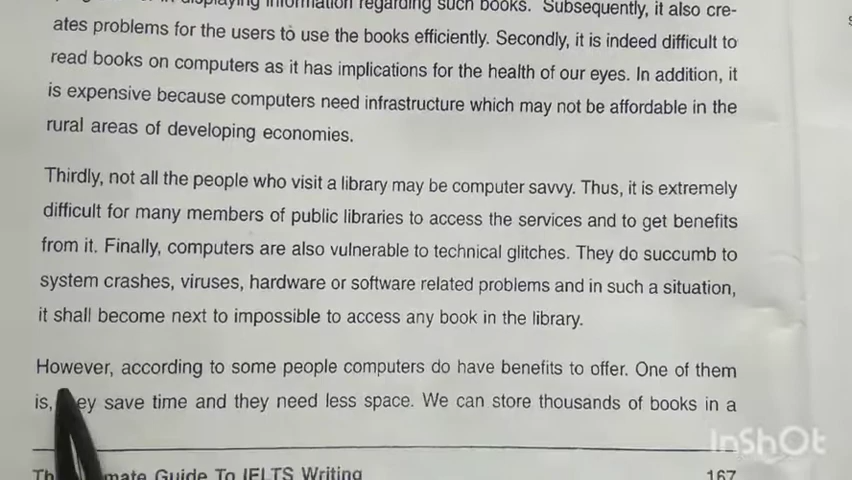 in displaying information regarding such books. Subsequently, it also cre-
ates problems for the users to use the books efficiently. Secondly, it is indeed difficult to
read books on computers as it has implications for the health of our eyes. In addition, it
is expensive because computers need infrastructure which may not be affordable in the
rural areas of developing economies.
Thirdly, not all the people who visit a library may be computer savvy. Thus, it is extremely
difficult for many members of public libraries to access the services and to get benefits
from it. Finally, computers are also vulnerable to technical glitches. They do succumb to
system crashes, viruses, hardware or software related problems and in such a situation,
it shall become next to impossible to access any book in the library.
However, according to some people computers do have benefits to offer. One of them
is, they save time and they need less space. We can store thousands of books in a
Guide To IELTS Writing
167
InShOt